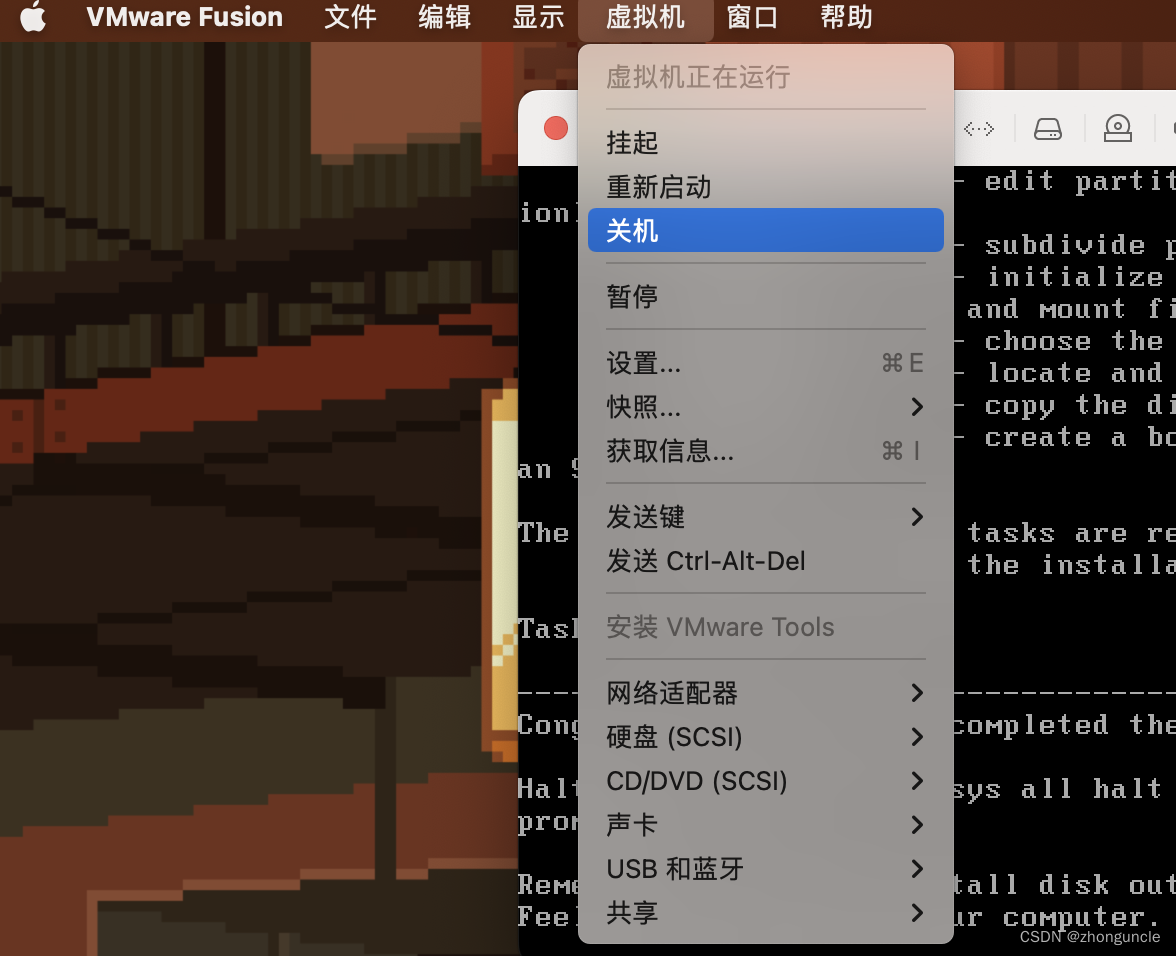 VMware Fusion 文件 编辑 显示 虚拟机 窗口 帮助
虚拟机正在运行
挂起
重新启动
关机
暂停
设置... ⌘E
快照...
获取信息... ⌘I
发送键
发送 Ctrl-Alt-Del
安装 VMware Tools
网络适配器
硬盘 (SCSI)
CD/DVD (SCSI)
声卡
USB 和蓝牙
共享
- edit partit
ion
- subdivide p
- initialize
and mount fi
- choose the
- locate and
- copy the di
- create a bo
an 9
The tasks are re
the installa
Task
Cong completed the
Halt sys all halt
prom
Reme tall disk out
Feel ur computer.
CSDN @zhonguncle